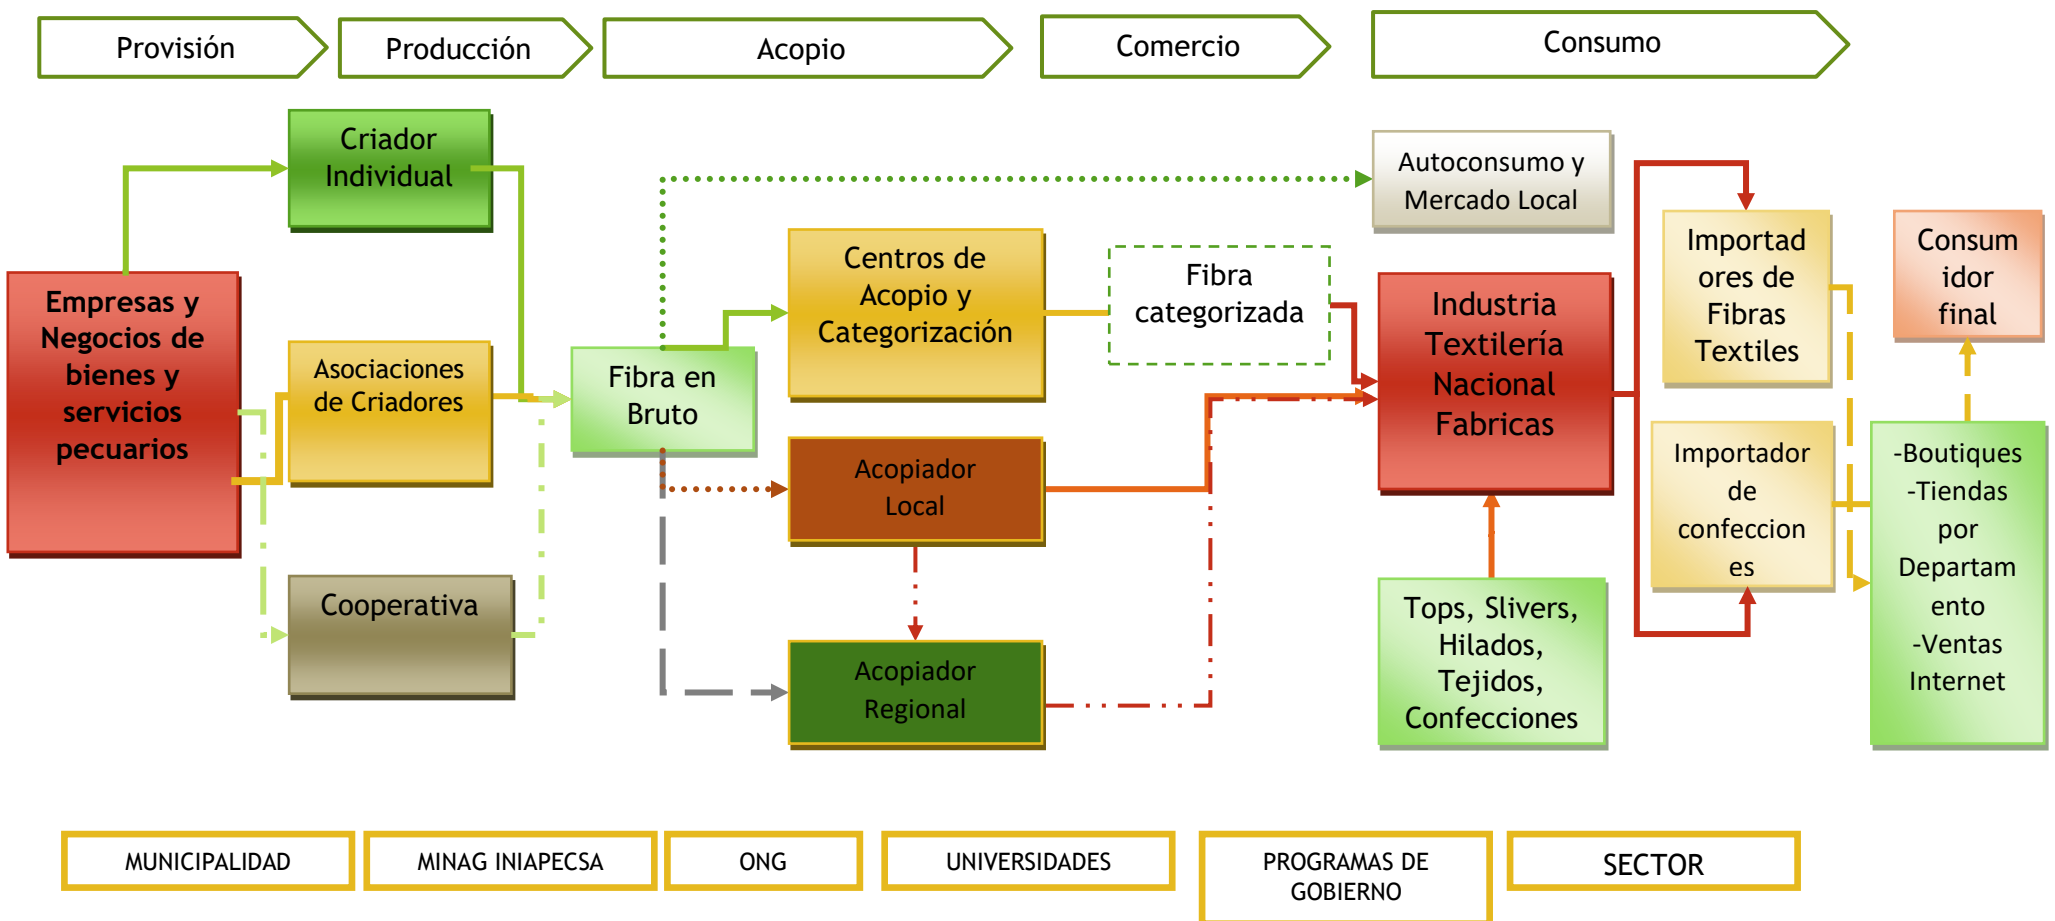 Provisión
Producción
Acopio
Comercio
Consumo
Criador
Individual
Autoconsumo y
Mercado Local
Empresas y
Negocios de
bienes y
servicios
pecuarios
Asociaciones
de Criadores
Cooperativa
Fibra en
Bruto
Centros de
Acopio y
Categorización
Acopiador
Local
Acopiador
Regional
Fibra
categorizada
Industria
Textilería
Nacional
Fabricas
Tops, Slivers,
Hilados,
Tejidos,
Confecciones
Importad
ores de
Fibras
Textiles
Importador
de
confeccion
es
Consum
idor
final
-Boutiques
-Tiendas
por
Departam
ento
-Ventas
Internet
MUNICIPALIDAD
MINAG INIAPECSA
ONG
UNIVERSIDADES
PROGRAMAS DE
GOBIERNO
SECTOR